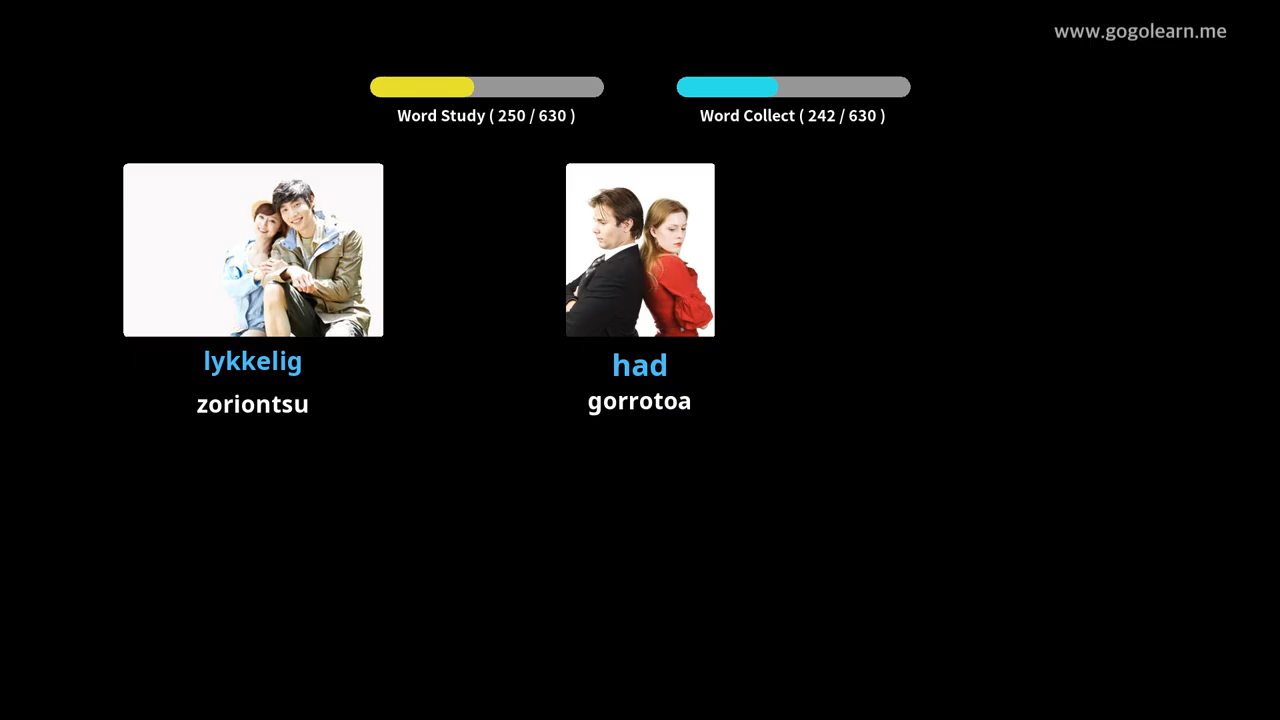 www.gogolearn.me
Word Study ( 250 / 630 )
Word Collect ( 242 / 630 )
lykkelig
zoriontsu
had
gorrotoa